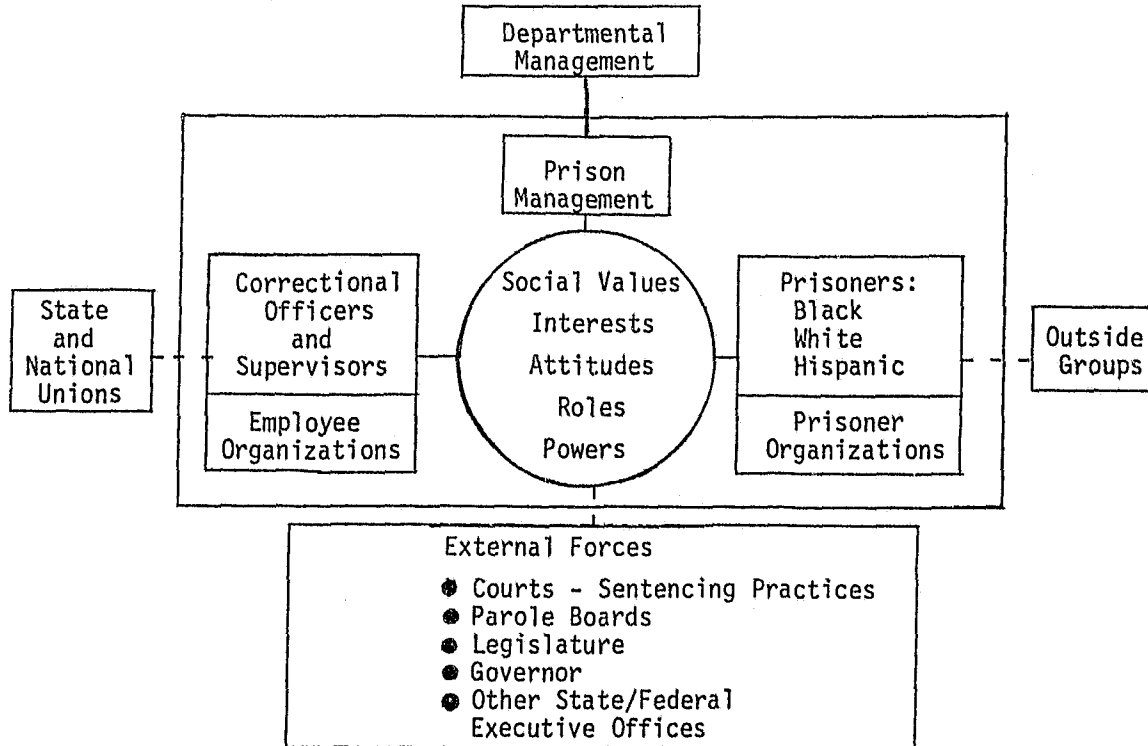 Departmental
Management
Prison
Management
State
and
National
Unions
Correctional
Officers
and
Supervisors
Employee
Organizations
Social Values
Interests
Attitudes
Roles
Powers
Prisoners:
Black
White
Hispanic
Prisoner
Organizations
Outside
Groups
External Forces
● Courts - Sentencing Practices
● Parole Boards
● Legislature
● Governor
● Other State/Federal
Executive Offices